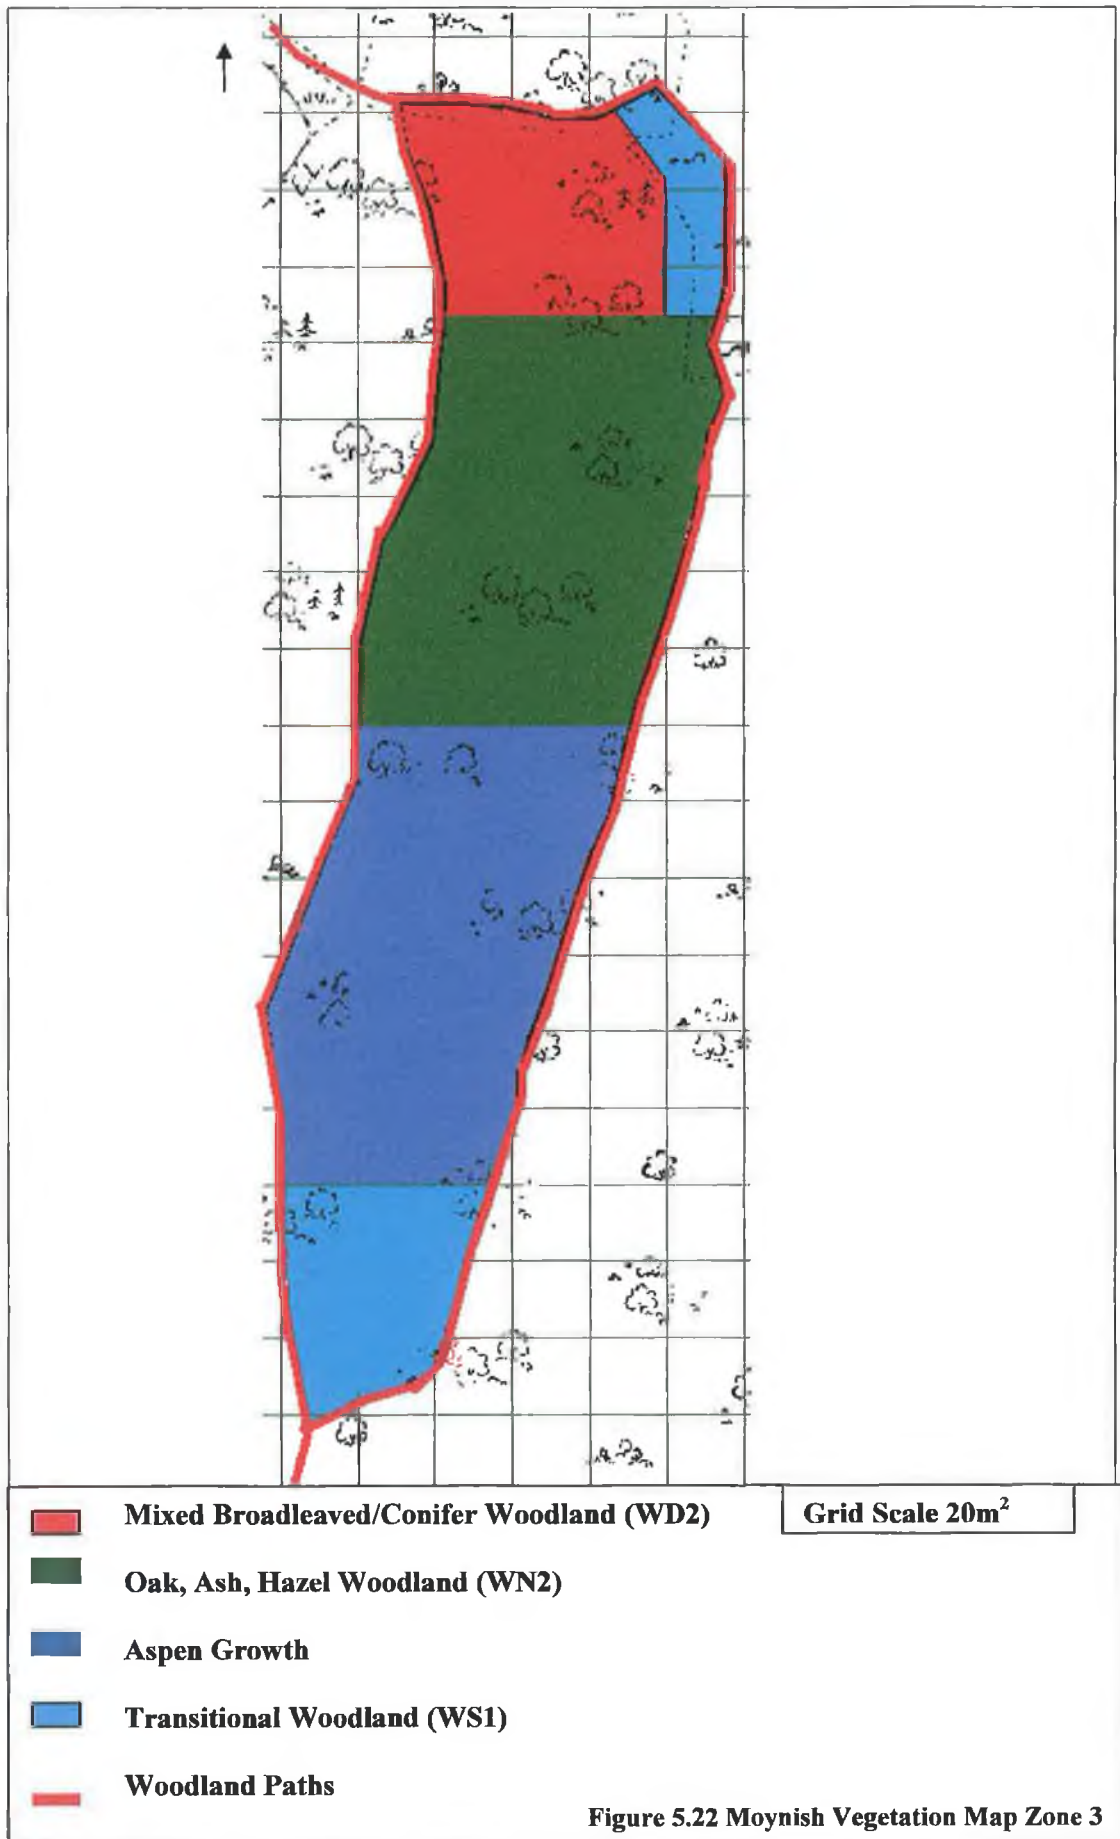 Mixed Broadleaved/Conifer Woodland (WD2)
Grid Scale 20m²
Oak, Ash, Hazel Woodland (WN2)
Aspen Growth
Transitional Woodland (WS1)
Woodland Paths
Figure 5.22 Moynish Vegetation Map Zone 3